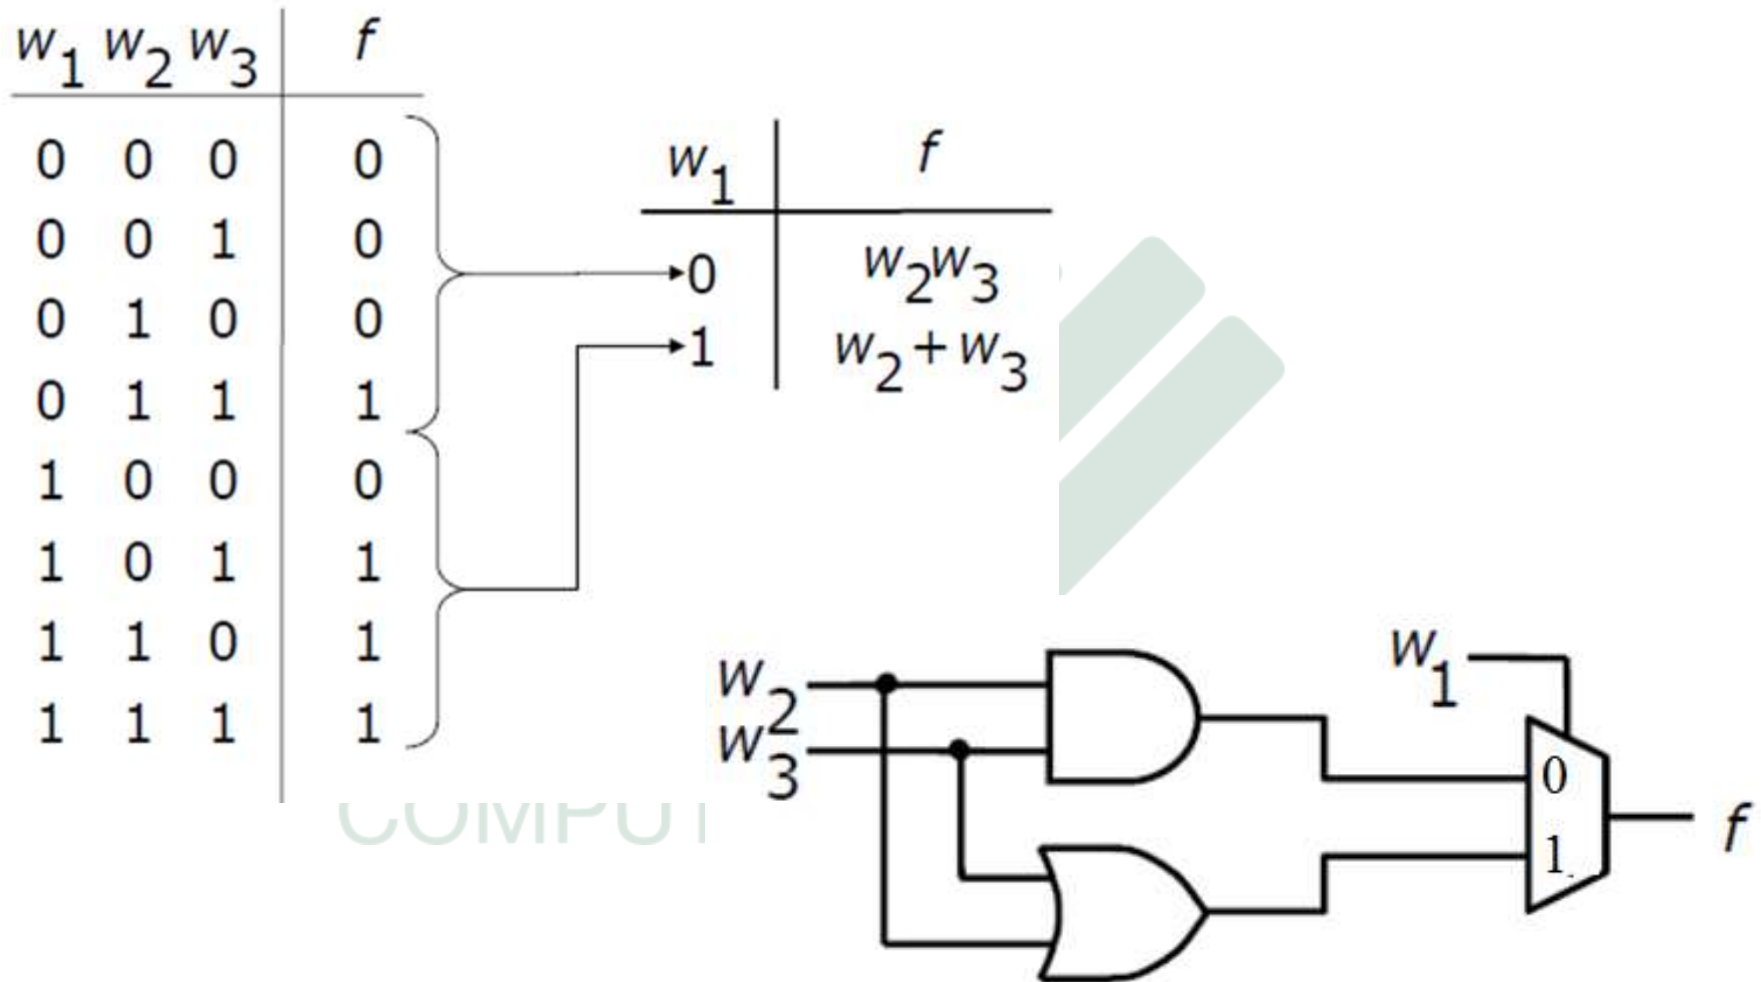 w1 w2 w3 f
0 0 0 0
0 0 1 0
0 1 0 0
0 1 1 1
1 0 0 0
1 0 1 1
1 1 0 1
1 1 1 1
w1 f
0 w2w3
1 w2+w3
w2
w3
w1
0
1
f